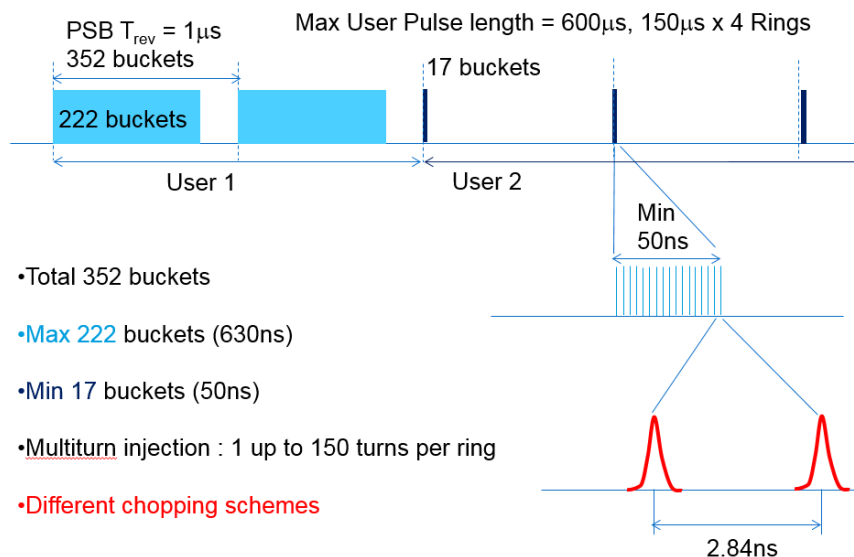 PSB Trev = 1μs
Max User Pulse length = 600μs, 150μs x 4 Rings
352 buckets
17 buckets
222 buckets
User 1
User 2
Min
50ns
•Total 352 buckets
•Max 222 buckets (630ns)
•Min 17 buckets (50ns)
•Multiturn injection : 1 up to 150 turns per ring
•Different chopping schemes
2.84ns